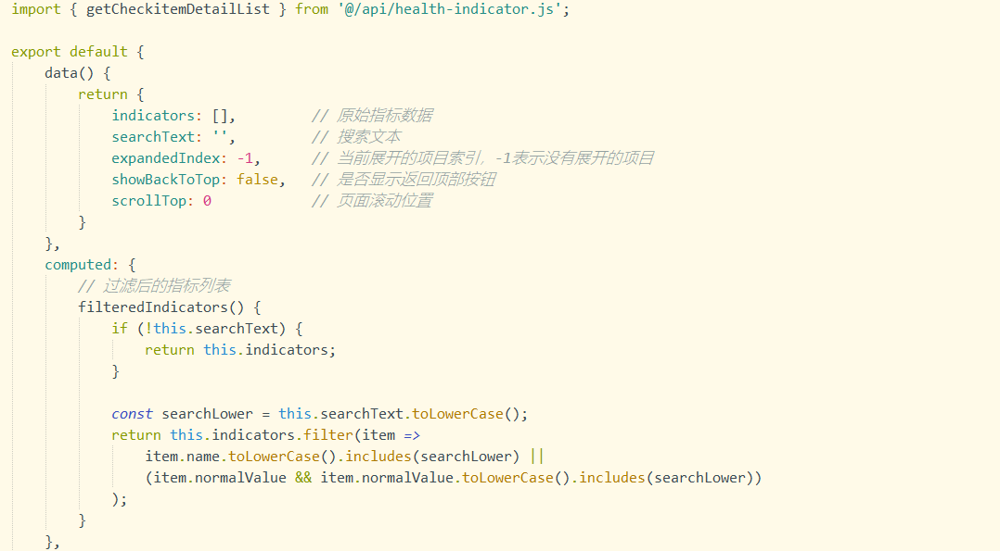 import { getCheckitemDetailList } from '@/api/health-indicator.js';
export default {
data() {
return {
indicators: [], // 原始指标数据
searchText: '', // 搜索文本
expandedIndex: -1, // 当前展开的项目索引，-1表示没有展开的项目
showBackToTop: false, // 是否显示返回顶部按钮
scrollTop: 0 // 页面滚动位置
}
},
computed: {
// 过滤后的指标列表
filteredIndicators() {
if (!this.searchText) {
return this.indicators;
}
const searchLower = this.searchText.toLowerCase();
return this.indicators.filter(item =>
item.name.toLowerCase().includes(searchLower) ||
(item.normalValue && item.normalValue.toLowerCase().includes(searchLower))
);
}
},